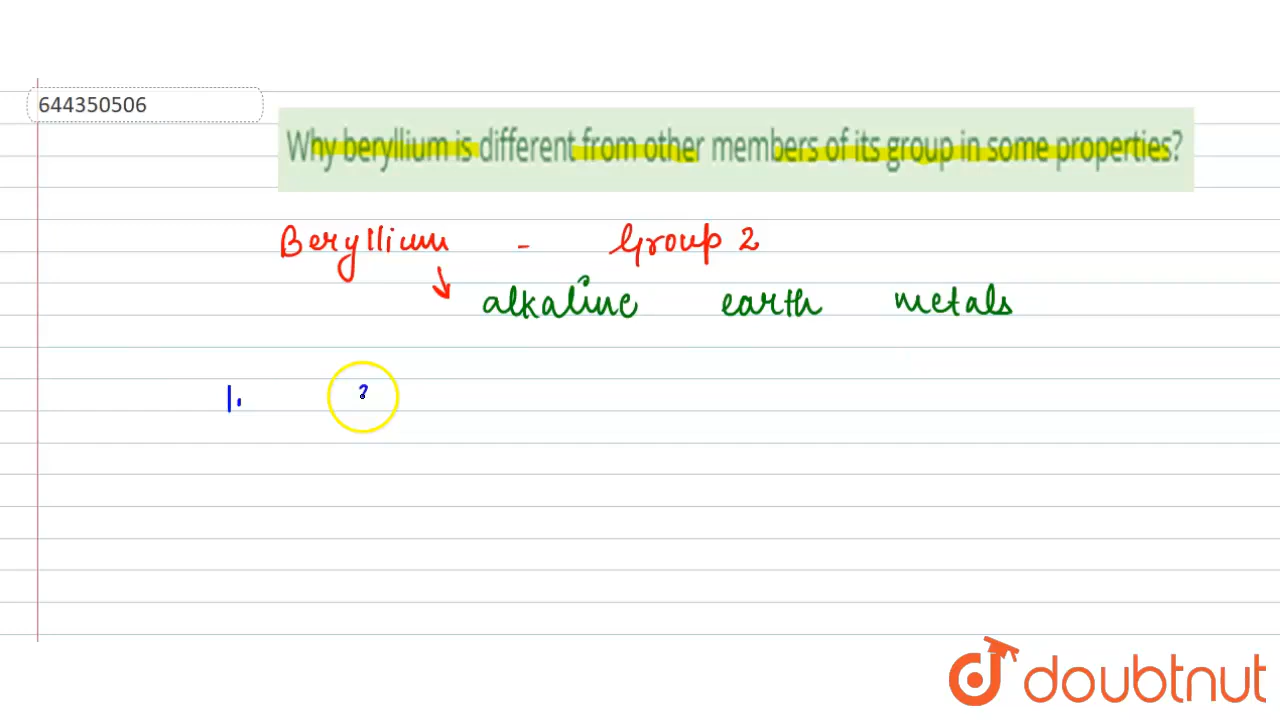 644350506
Why beryllium is different from other members of its group in some properties?
Beryllium - Group 2
alkaline earth metals
1.
doubtnut